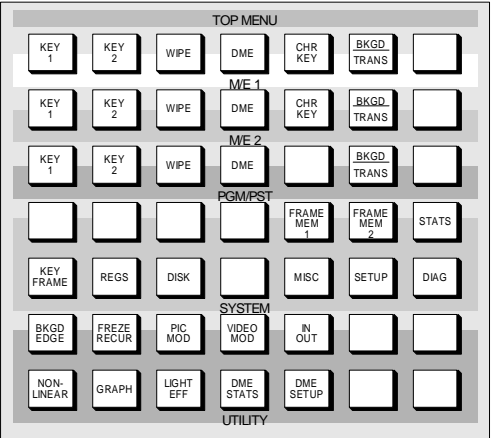 TOP MENU
KEY 1 KEY 2 WIPE DME CHR KEY BKGD TRANS
M/E 1
KEY 1 KEY 2 WIPE DME CHR KEY BKGD TRANS
M/E 2
KEY 1 KEY 2 WIPE DME BKGD TRANS
PGM/PST
FRAME MEM 1 FRAME MEM 2 STATS
KEY FRAME REGS DISK MISC SETUP DIAG
SYSTEM
BKGD EDGE FREZE RECUR PIC MOD VIDEO MOD IN OUT
NON-LINEAR GRAPH LIGHT EFF DME STATS DME SETUP
UTILITY